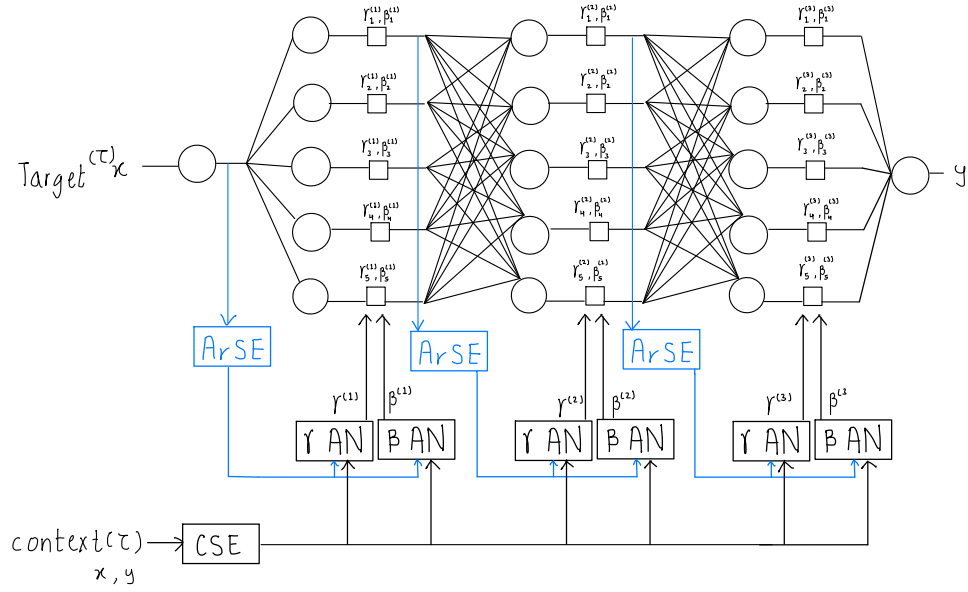 γ₁⁽¹⁾, β₁⁽¹⁾ γ₁⁽²⁾, β₁⁽²⁾ γ₁⁽³⁾, β₁⁽³⁾
γ₂⁽¹⁾, β₂⁽¹⁾ γ₂⁽²⁾, β₂⁽²⁾ γ₂⁽³⁾, β₂⁽³⁾
γ₃⁽¹⁾, β₃⁽¹⁾ γ₃⁽²⁾, β₃⁽²⁾ γ₃⁽³⁾, β₃⁽³⁾
Target⁽ᵀ⁾ x y
γ₄⁽¹⁾, β₄⁽¹⁾ γ₄⁽²⁾, β₄⁽²⁾ γ₄⁽³⁾, β₄⁽³⁾
γ₅⁽¹⁾, β₅⁽¹⁾ γ₅⁽²⁾, β₅⁽²⁾ γ₅⁽³⁾, β₅⁽³⁾
ArSE ArSE ArSE
γ⁽¹⁾ β⁽¹⁾ γ⁽²⁾ β⁽²⁾ γ⁽³⁾ β⁽³
γ AN β AN γ AN β AN γ AN β AN
context(τ) CSE
x, y